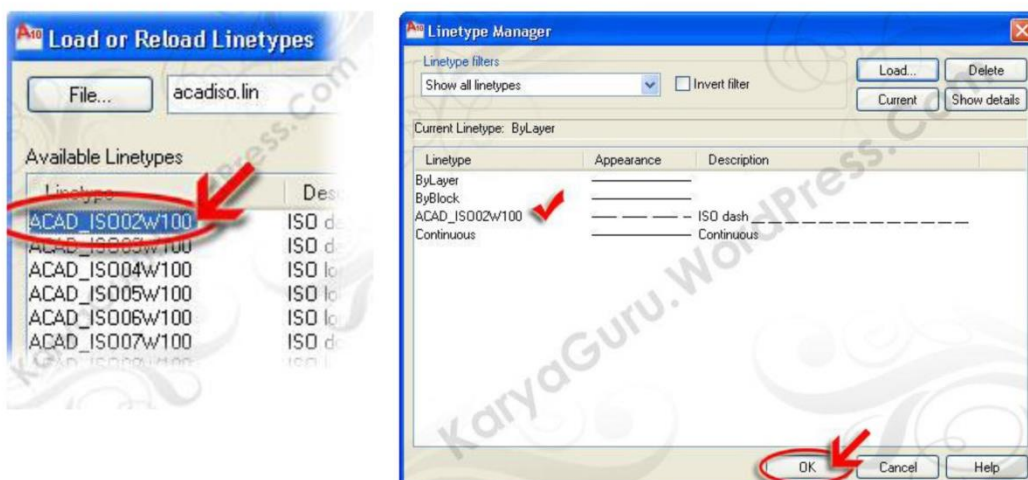 Load or Reload Linetypes
File... acadiso.lin
Available Linetypes
Linetype
ACAD_ISO02W100 ISO
ACAD_ISO03W100 ISO
ACAD_ISO04W100 ISO
ACAD_ISO05W100 ISO
ACAD_ISO06W100 ISO
ACAD_ISO07W100 ISO
Linetype Manager
Linetype filters
Show all linetypes
Invert filter
Load... Delete
Current Show details
Current Linetype: ByLayer
Linetype Appearance Description
ByLayer
ByBlock
ACAD_ISO02W100 ISO dash
Continuous Continuous
OK Cancel Help
KaryaGuru.WordPress.Com